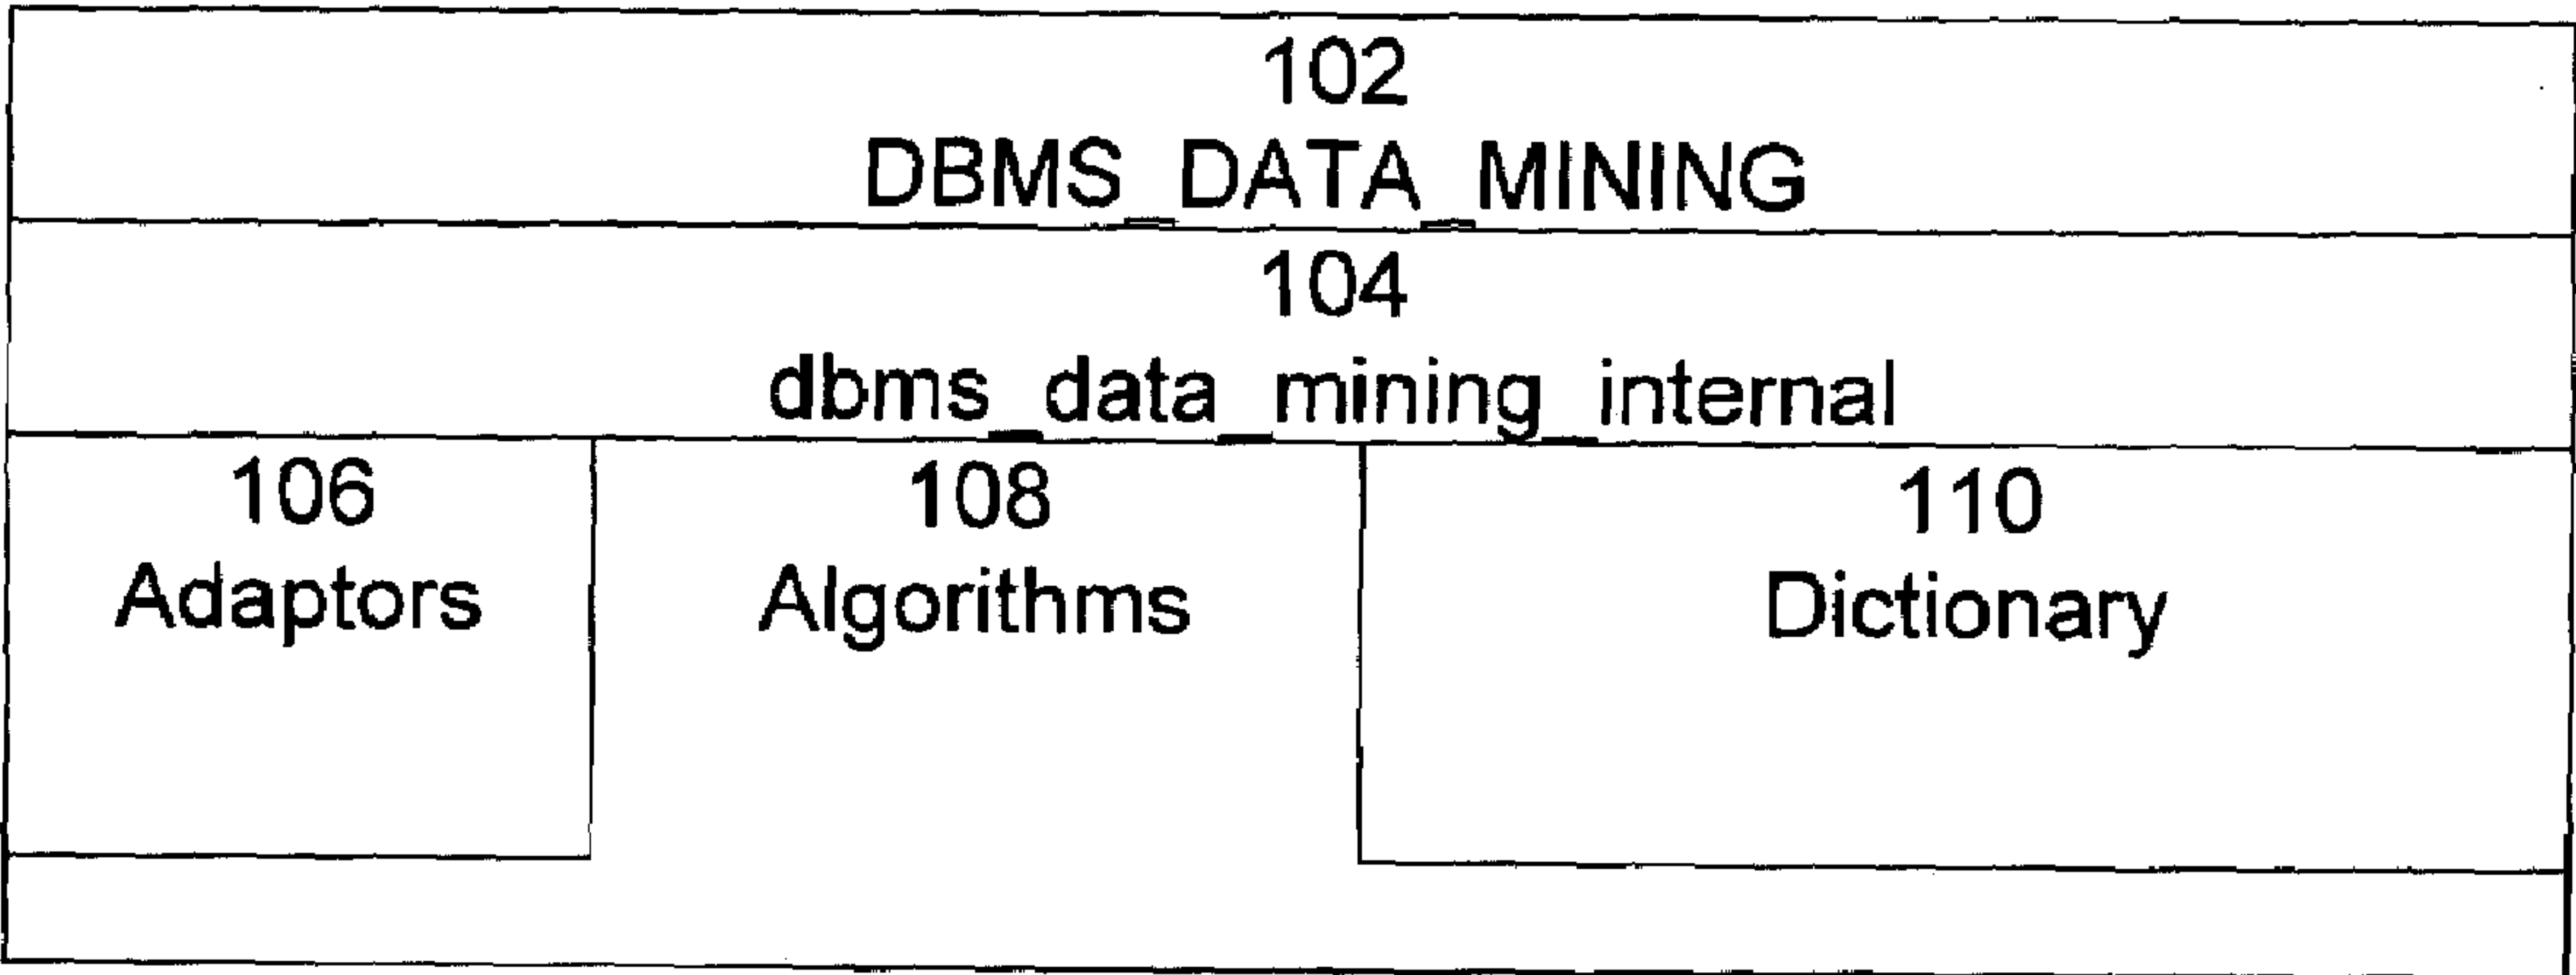 102
DBMS_DATA_MINING
104
dbms_data_mining_internal
106
Adaptors
108
Algorithms
110
Dictionary